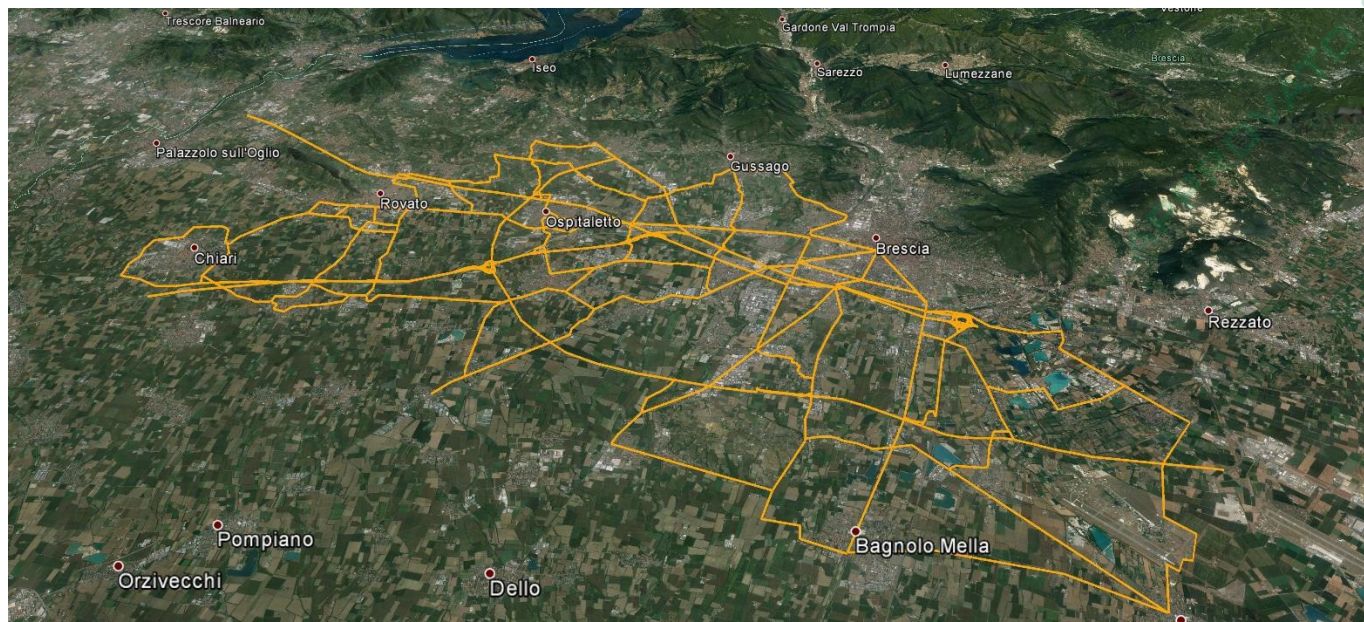 Trescore Balneario
Vestone
Gardone Val Trompia
Iseo
Sarezzo
Lumezzane
Brescia
Palazzolo sull'Oglio
Gussago
Rovato
Ospitaletto
Chiari
Brescia
Rezzato
Pompiano
Bagnolo Mella
Orzivecchi
Dello